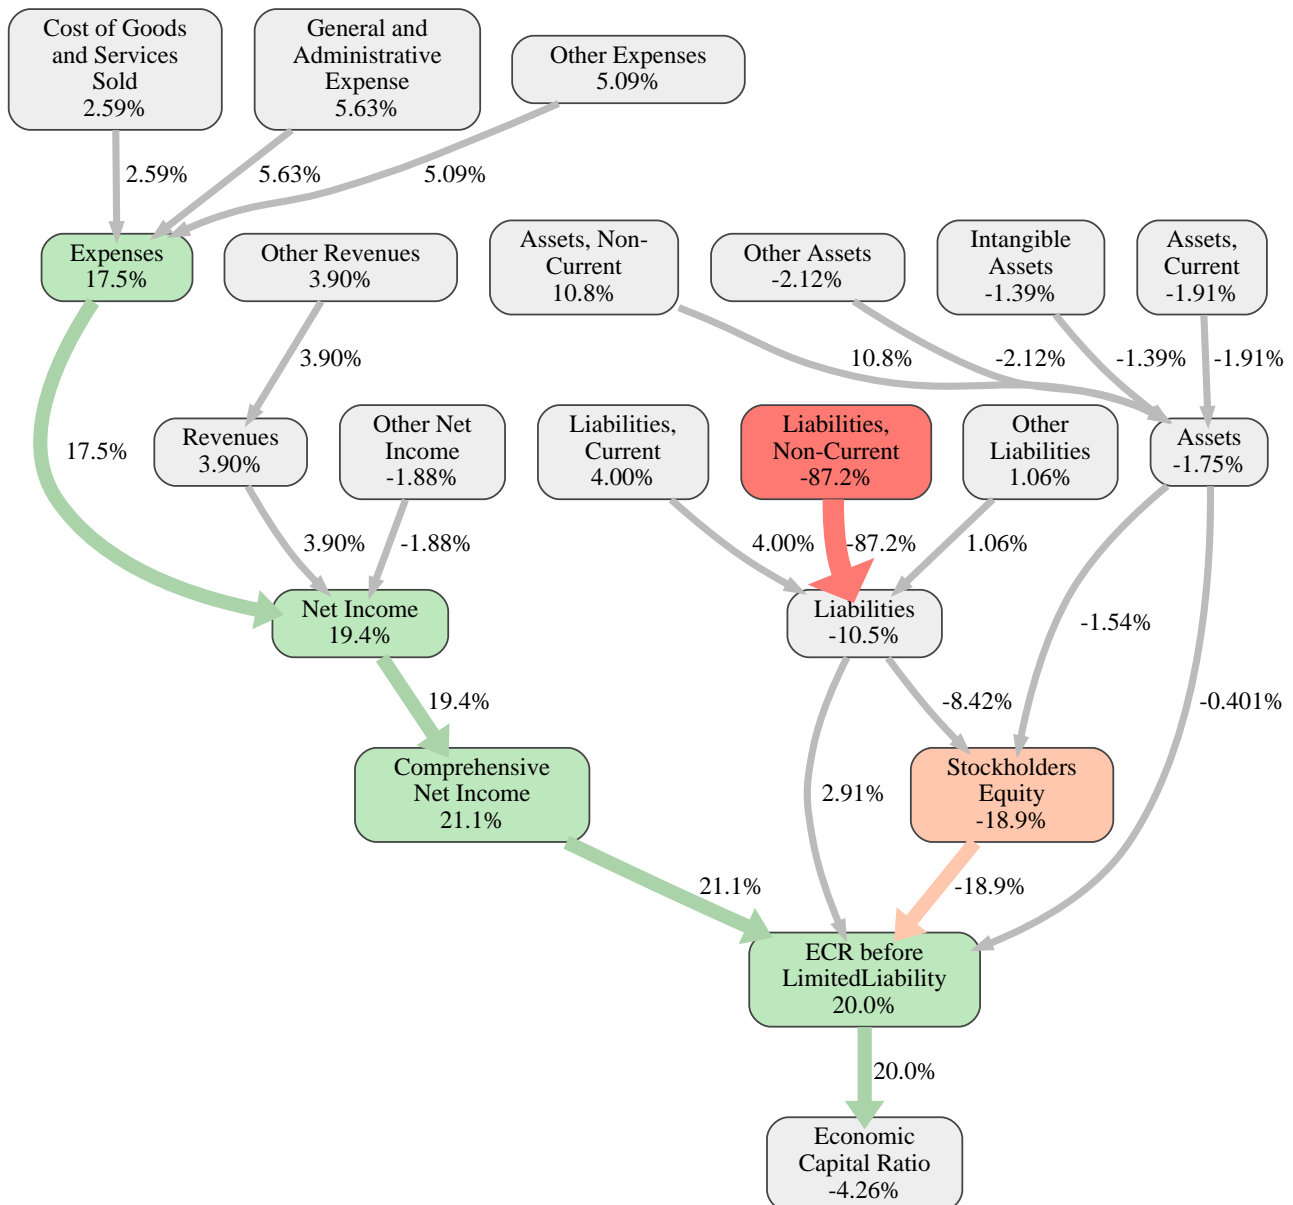 Cost of Goods
and Services
Sold
2.59%
General and
Administrative
Expense
5.63%
Other Expenses
5.09%
2.59%
5.63%
5.09%
Expenses
17.5%
Other Revenues
3.90%
Assets, Non-
Current
10.8%
Other Assets
-2.12%
Intangible
Assets
-1.39%
Assets,
Current
-1.91%
3.90%
10.8%
-2.12%
-1.39%
-1.91%
17.5%
Revenues
3.90%
Other Net
Income
-1.88%
Liabilities,
Current
4.00%
Liabilities,
Non-Current
-87.2%
Other
Liabilities
1.06%
Assets
-1.75%
3.90%
-1.88%
4.00%
-87.2%
1.06%
Net Income
19.4%
Liabilities
-10.5%
-1.54%
19.4%
-8.42%
-0.401%
Comprehensive
Net Income
21.1%
2.91%
Stockholders
Equity
-18.9%
21.1%
-18.9%
ECR before
LimitedLiability
20.0%
20.0%
Economic
Capital Ratio
-4.26%